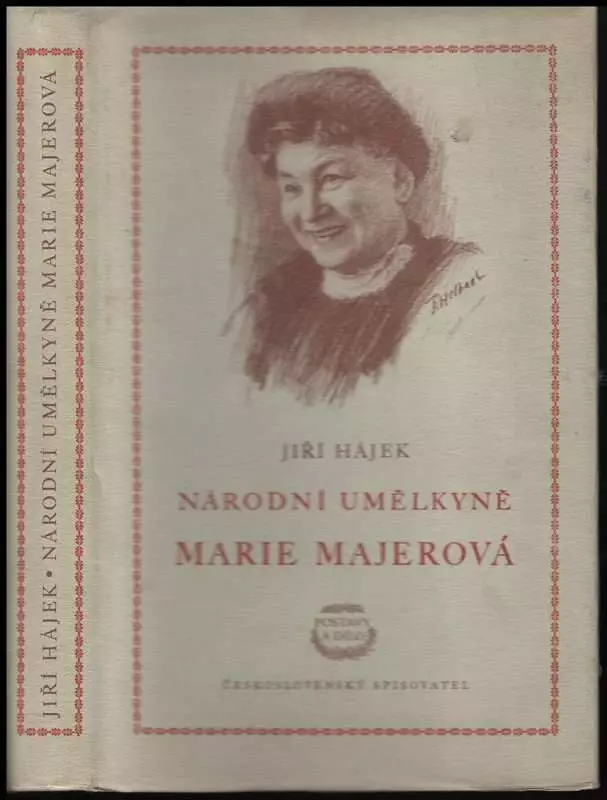 JIŘÍ HÁJEK • NÁRODNÍ UMĚLKYNĚ MARIE MAJEROVÁ
JIŘÍ HÁJEK
NÁRODNÍ UMĚLKYNĚ
MARIE MAJEROVÁ
POSTAVY
A DÍLO
ČESKOSLOVENSKÝ SPISOVATEL